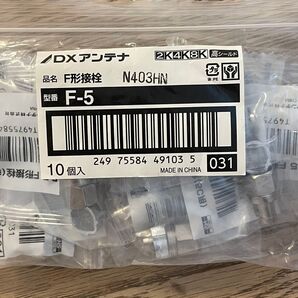 DXアンテナ
2K4K8K 高シールド
品名 F形接栓 N403HN
型番 F-5
10個入
249 75584 49103 5
MADE IN CHINA
031